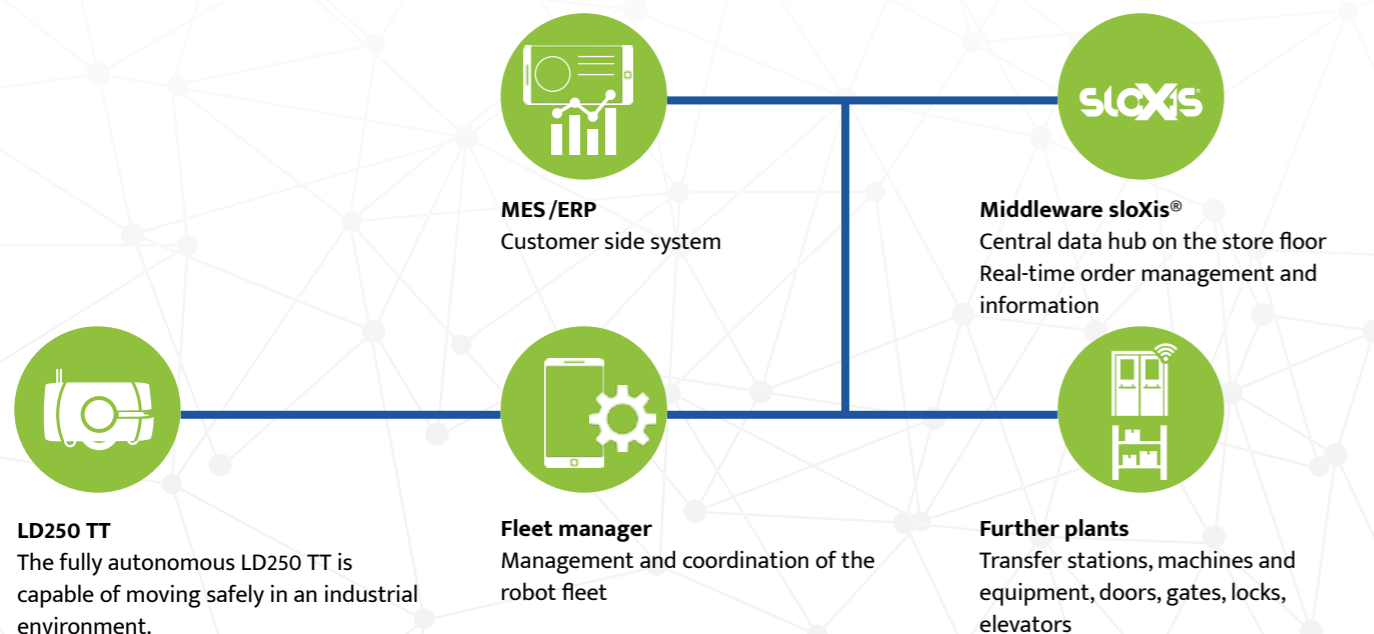 sloXis
MES/ERP
Customer side system
Middleware sloXis®
Central data hub on the store floor
Real-time order management and
information
LD250 TT
The fully autonomous LD250 TT is
capable of moving safely in an industrial
environment.
Fleet manager
Management and coordination of the
robot fleet
Further plants
Transfer stations, machines and
equipment, doors, gates, locks,
elevators